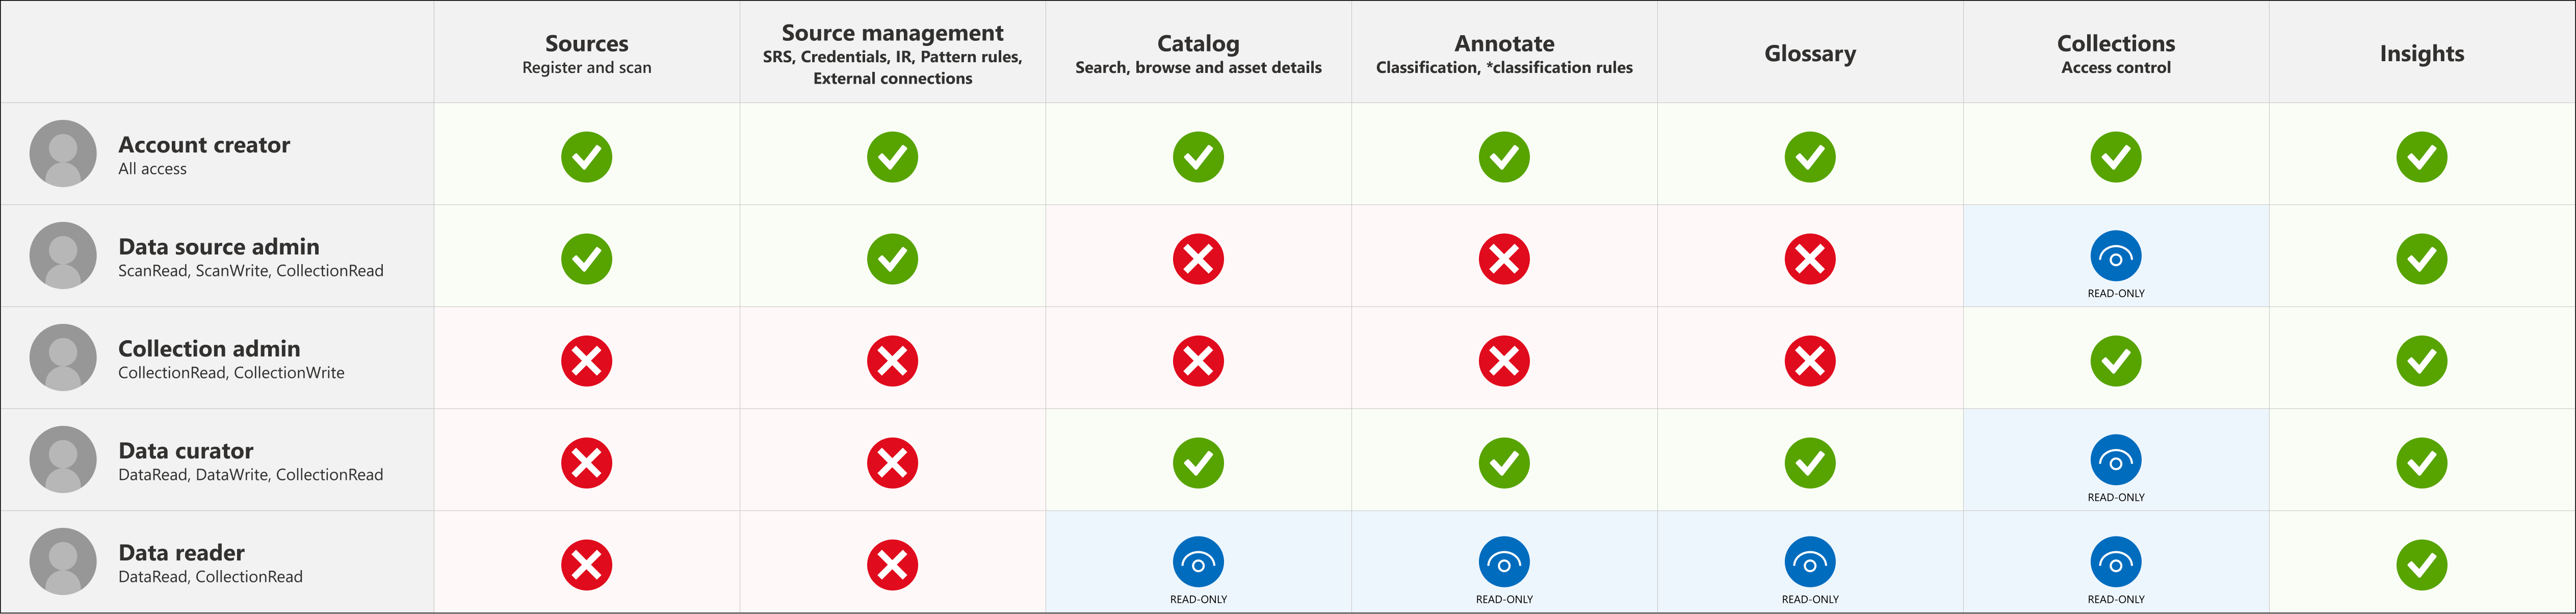 Sources
Register and scan
Source management
SRS, Credentials, IR, Pattern rules,
External connections
Catalog
Search, browse and asset details
Annotate
Classification, *classification rules
Glossary
Collections
Access control
Insights
Account creator
All access
Data source admin
ScanRead, ScanWrite, CollectionRead
READ-ONLY
Collection admin
CollectionRead, CollectionWrite
Data curator
DataRead, DataWrite, CollectionRead
READ-ONLY
Data reader
DataRead, CollectionRead
READ-ONLY
READ-ONLY
READ-ONLY
READ-ONLY